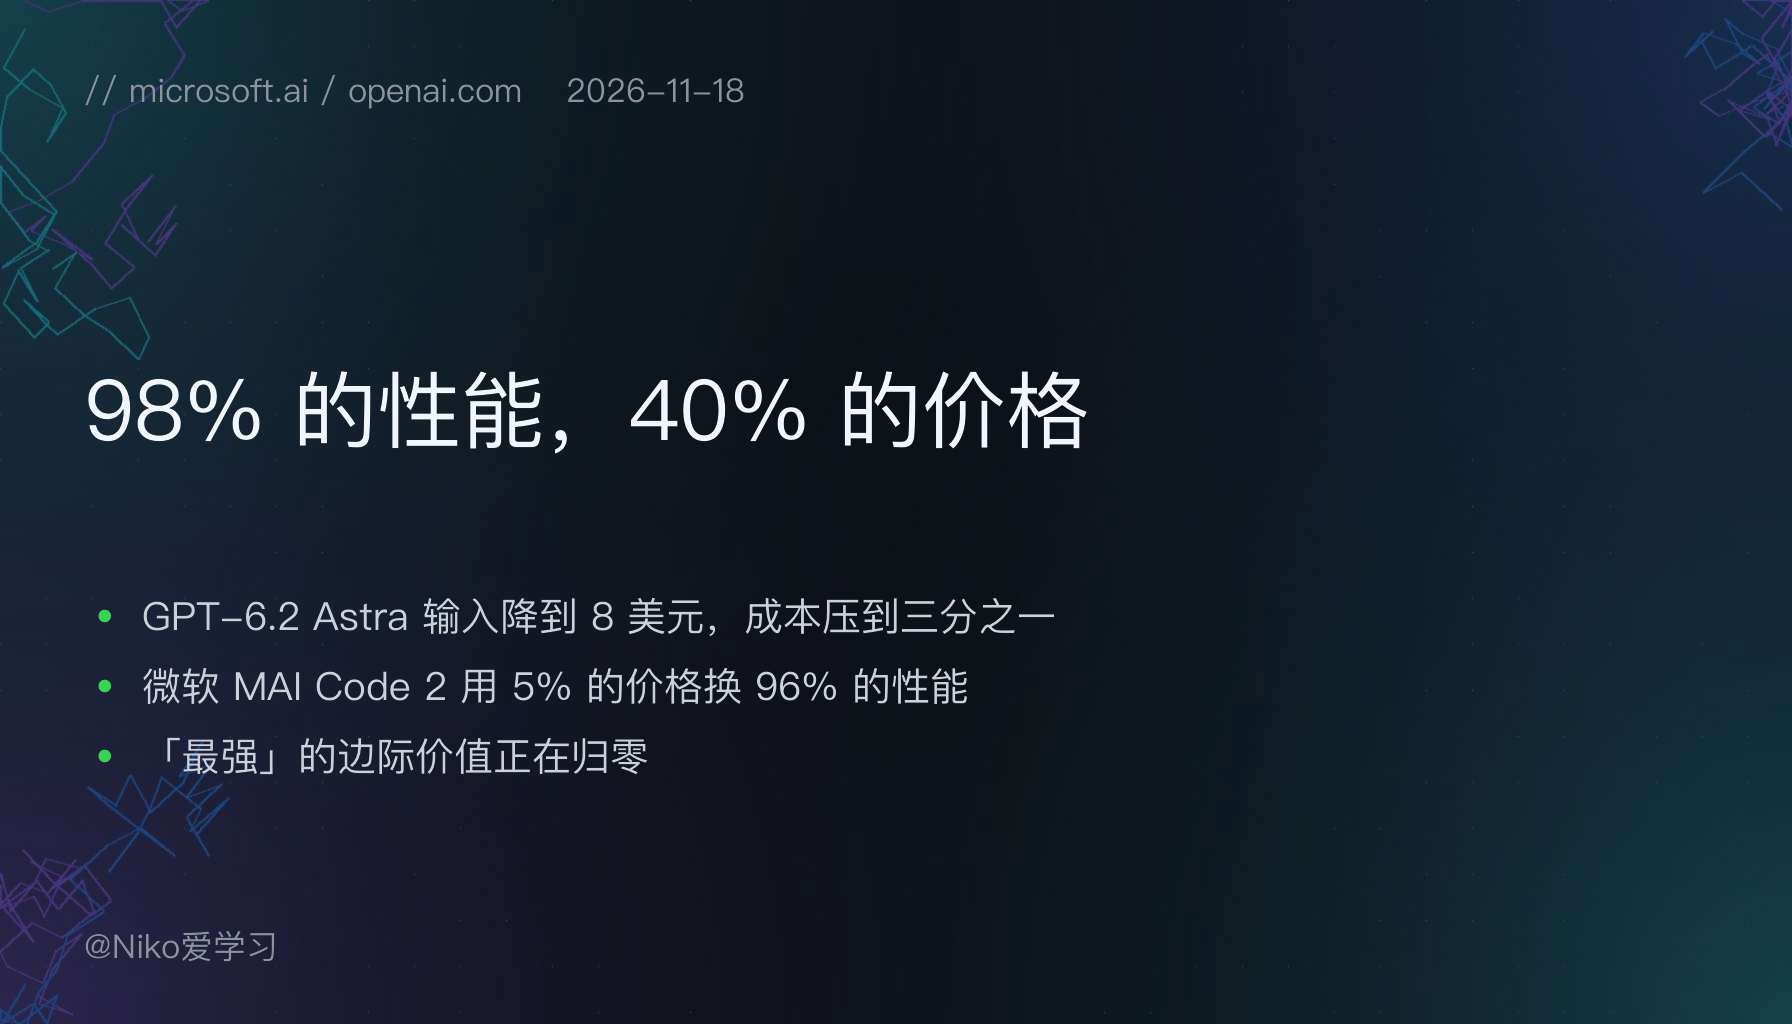 // microsoft.ai / openai.com 2026-11-18
98% 的性能，40% 的价格
• GPT-6.2 Astra 输入降到 8 美元，成本压到三分之一
• 微软 MAI Code 2 用 5% 的价格换 96% 的性能
• 「最强」的边际价值正在归零
@Niko爱学习